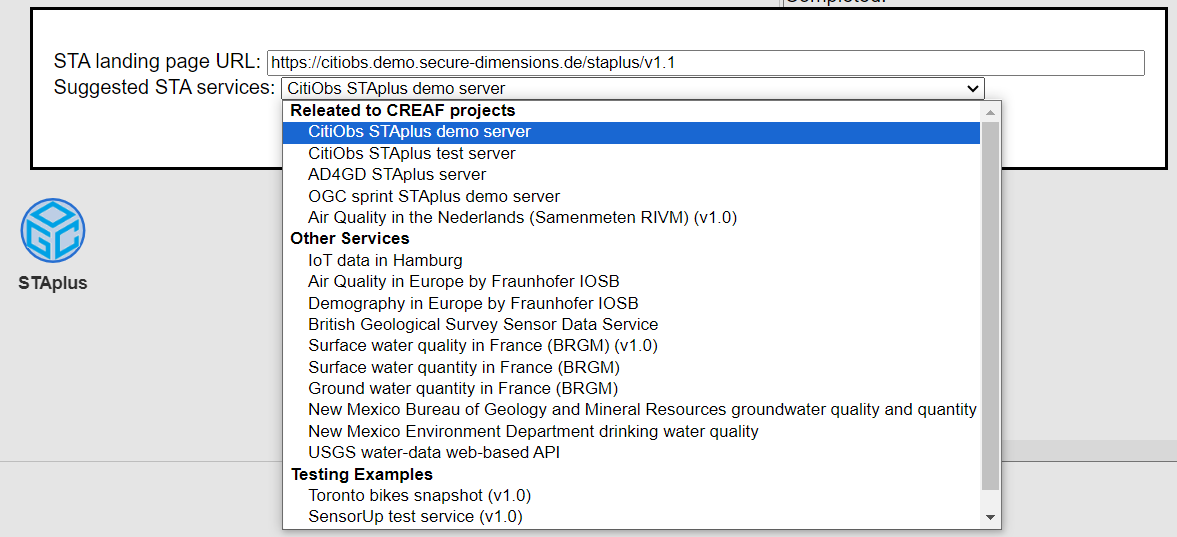 Completed:
STA landing page URL: https://citiobs.demo.secure-dimensions.de/staplus/v1.1
Suggested STA services: CitiObs STAplus demo server
Releated to CREAF projects
CitiObs STAplus demo server
CitiObs STAplus test server
AD4GD STAplus server
OGC sprint STAplus demo server
Air Quality in the Nederlands (Samenmeten RIVM) (v1.0)
Other Services
IoT data in Hamburg
Air Quality in Europe by Fraunhofer IOSB
Demography in Europe by Fraunhofer IOSB
British Geological Survey Sensor Data Service
Surface water quality in France (BRGM) (v1.0)
Surface water quantity in France (BRGM)
Ground water quantity in France (BRGM)
New Mexico Bureau of Geology and Mineral Resources groundwater quality and quantity
New Mexico Environment Department drinking water quality
USGS water-data web-based API
Testing Examples
Toronto bikes snapshot (v1.0)
SensorUp test service (v1.0)
OGC
STAplus